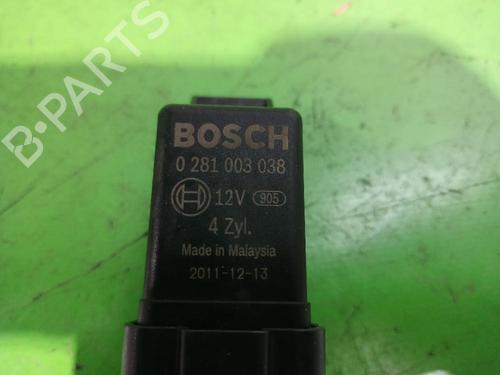 B-Parts
BOSCH
0 281 003 038
12V 905
4 Zyl.
Made in Malaysia
2011-12-13